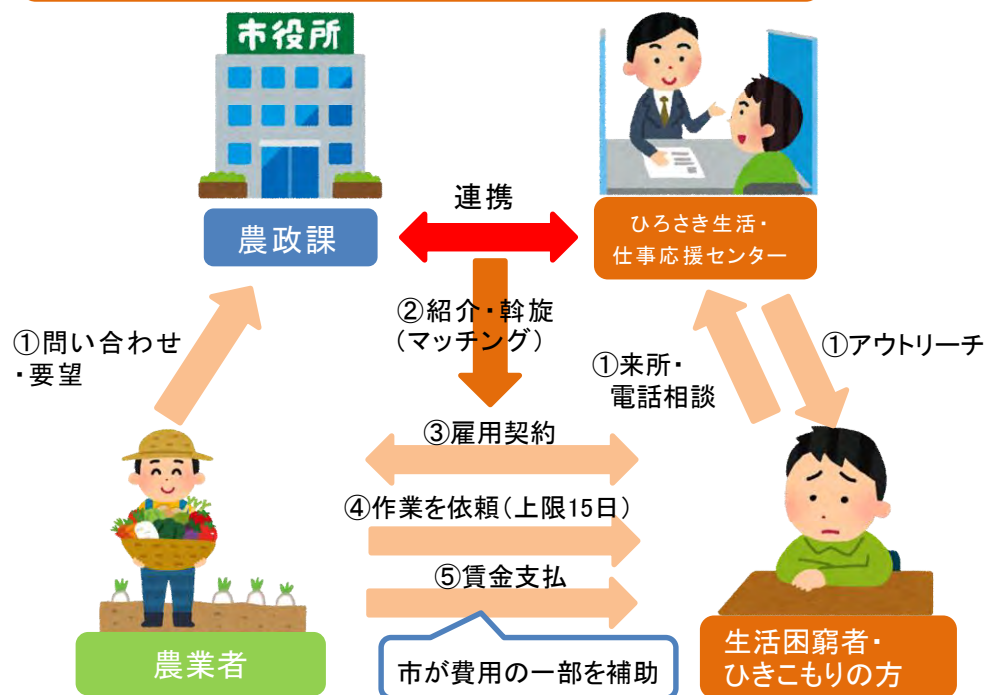 市役所
農政課
連携
ひろさき生活・
仕事応援センター
①問い合わせ
・要望
②紹介・斡旋
(マッチング)
①来所・
電話相談
①アウトリーチ
③雇用契約
④作業を依頼(上限15日)
⑤賃金支払
市が費用の一部を補助
農業者
生活困窮者・
ひきこもりの方